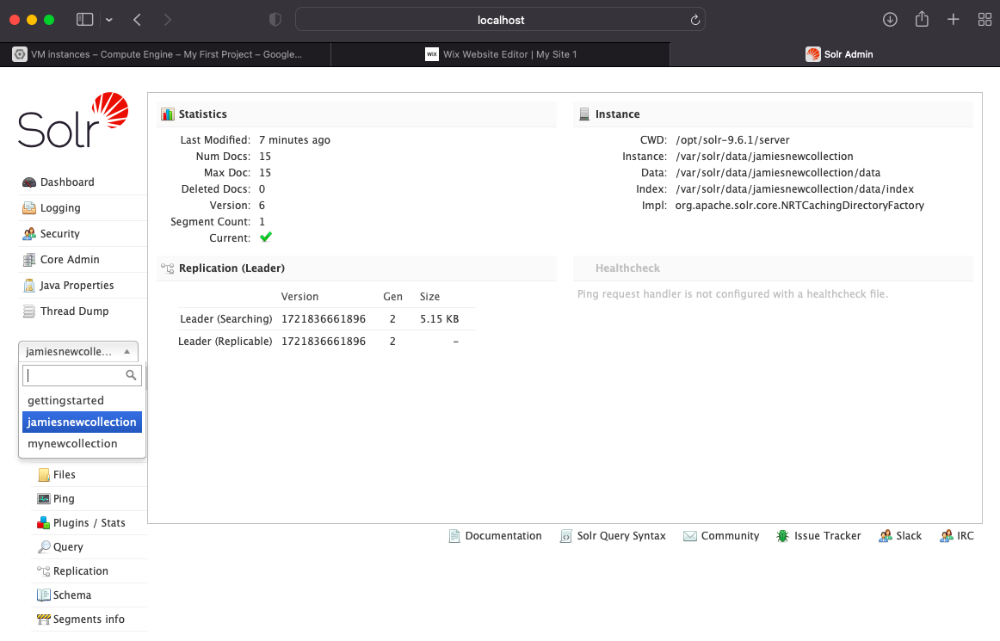 localhost
VM instances – Compute Engine – My First Project – Google...
WIX Wix Website Editor | My Site 1
Solr Admin
Solr
Dashboard
Logging
Security
Core Admin
Java Properties
Thread Dump
jamiesnewcolle...
gettingstarted
jamiesnewcollection
mynewcollection
Files
Ping
Plugins / Stats
Query
Replication
Schema
Segments info
Statistics
Last Modified: 7 minutes ago
Num Docs: 15
Max Doc: 15
Deleted Docs: 0
Version: 6
Segment Count: 1
Current:
Instance
CWD: /opt/solr-9.6.1/server
Instance: /var/solr/data/jamiesnewcollection
Data: /var/solr/data/jamiesnewcollection/data
Index: /var/solr/data/jamiesnewcollection/data/index
Impl: org.apache.solr.core.NRTCachingDirectoryFactory
Replication (Leader)
Version Gen Size
Leader (Searching) 1721836661896 2 5.15 KB
Leader (Replicable) 1721836661896 2 –
Healthcheck
Ping request handler is not configured with a healthcheck file.
Documentation Solr Query Syntax Community Issue Tracker Slack IRC